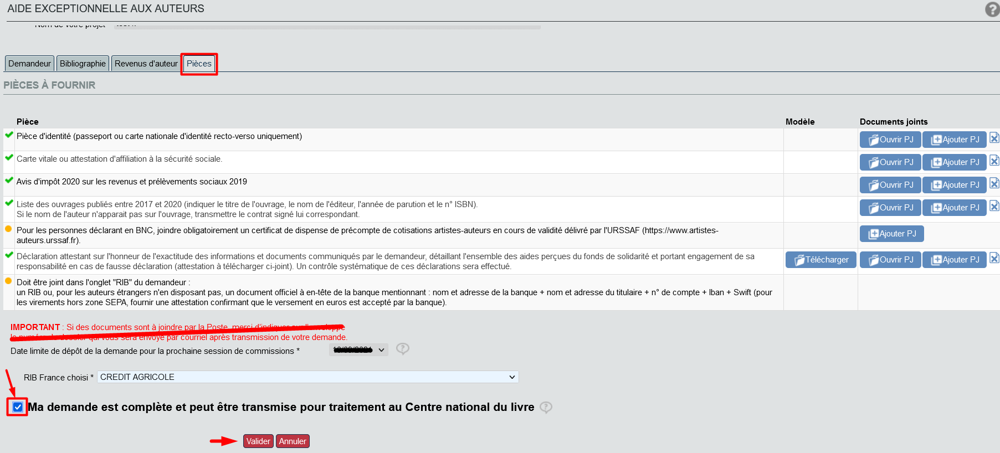 AIDE EXCEPTIONNELLE AUX AUTEURS
Nom de votre projet
Demandeur Bibliographie Revenus d'auteur Pièces
PIÈCES À FOURNIR
Pièce Modèle Documents joints
Pièce d'identité (passeport ou carte nationale d'identité recto-verso uniquement) Ouvrir PJ Ajouter PJ
Carte vitale ou attestation d'affiliation à la sécurité sociale. Ouvrir PJ Ajouter PJ
Avis d'impôt 2020 sur les revenus et prélèvements sociaux 2019 Ouvrir PJ Ajouter PJ
Liste des ouvrages publiés entre 2017 et 2020 (indiquer le titre de l'ouvrage, le nom de l'éditeur, l'année de parution et le n° ISBN). Ouvrir PJ Ajouter PJ
Si le nom de l'auteur n'apparait pas sur l'ouvrage, transmettre le contrat signé lui correspondant.
Pour les personnes déclarant en BNC, joindre obligatoirement un certificat de dispense de précompte de cotisations artistes-auteurs en cours de validité délivré par l'URSSAF (https://www.artistes- Ajouter PJ
auteurs.urssaf.fr).
Déclaration attestant sur l'honneur de l'exactitude des informations et documents communiqués par le demandeur, détaillant l'ensemble des aides perçues du fonds de solidarité et portant engagement de sa Télécharger Ouvrir PJ Ajouter PJ
responsabilité en cas de fausse déclaration (attestation à télécharger ci-joint). Un contrôle systématique de ces déclarations sera effectué.
Doit être joint dans l'onglet "RIB" du demandeur :
un RIB ou, pour les auteurs étrangers n'en disposant pas, un document officiel à en-tête de la banque mentionnant : nom et adresse de la banque + nom et adresse du titulaire + n° de compte + Iban + Swift (pour
les virements hors zone SEPA, fournir une attestation confirmant que le versement en euros est accepté par la banque).
IMPORTANT : Si des documents sont à joindre par la Poste, merci d'indiquer sur l'enveloppe
le numéro de dossier qui vous sera envoyé par courriel après transmission de votre demande.
Date limite de dépôt de la demande pour la prochaine session de commissions *
RIB France choisi * CREDIT AGRICOLE
Ma demande est complète et peut être transmise pour traitement au Centre national du livre
Valider Annuler